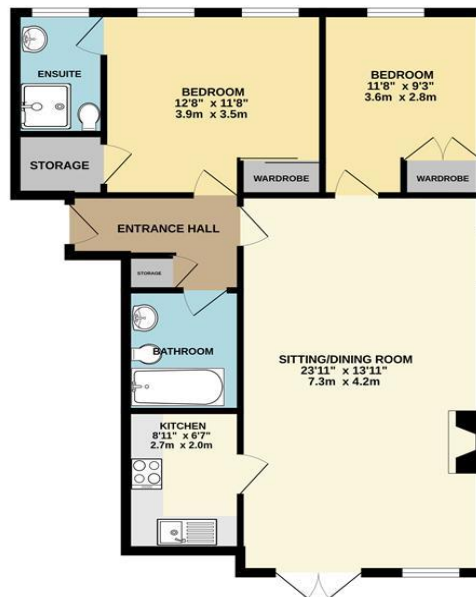 ENSUITE
BEDROOM
12'8" x 11'8"
3.9m x 3.5m
BEDROOM
11'8" x 9'3"
3.6m x 2.8m
STORAGE
WARDROBE
WARDROBE
ENTRANCE HALL
STORAGE
BATHROOM
SITTING/DINING ROOM
23'11" x 13'11"
7.3m x 4.2m
KITCHEN
8'11" x 6'7"
2.7m x 2.0m